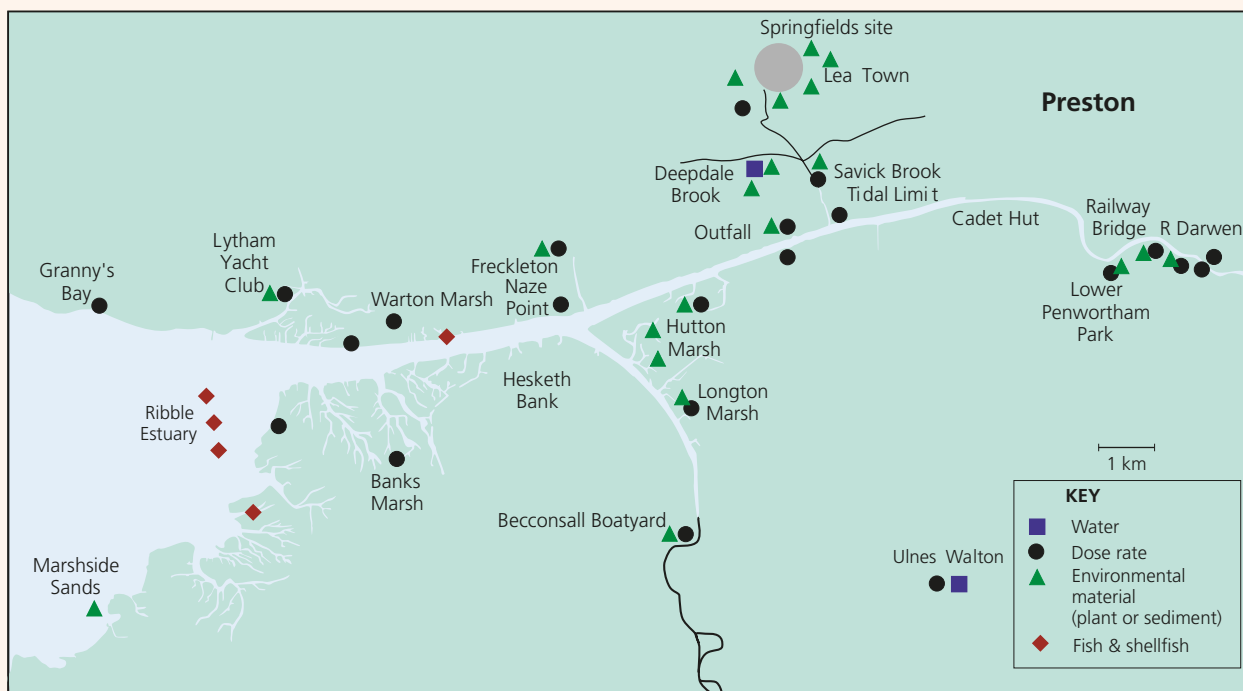 Springfields site
Lea Town
Preston
Deepdale
Brook
Savick Brook
Tidal Limit
Cadet Hut
Railway
Bridge
R Darwen
Outfall
Lytham
Yacht
Club
Granny's
Bay
Warton Marsh
Freckleton
Naze
Point
Lower
Penwortham
Park
Hutton
Marsh
Hesketh
Bank
Longton
Marsh
Ribble
Estuary
Banks
Marsh
1 km
Becconsall Boatyard
Ulnes Walton
Marshside
Sands
KEY
Water
Dose rate
Environmental
material
(plant or sediment)
Fish & shellfish